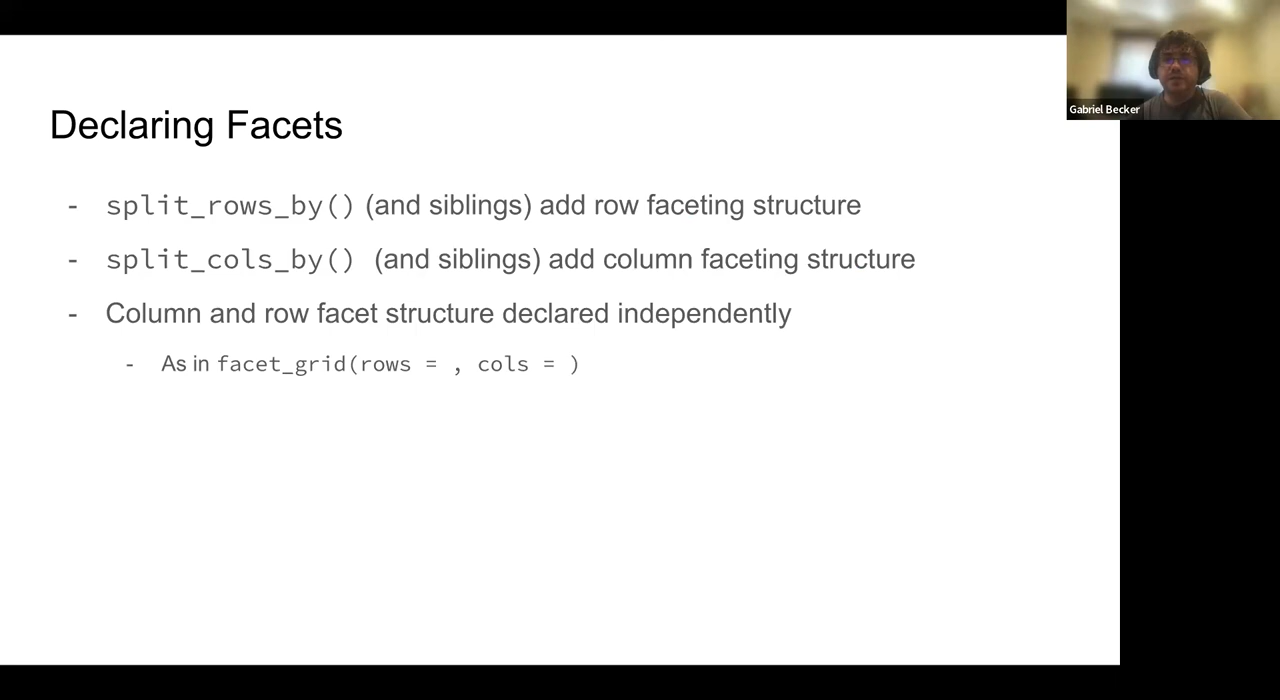 Gabriel Becker
Declaring Facets
- split_rows_by() (and siblings) add row faceting structure
- split_cols_by() (and siblings) add column faceting structure
- Column and row facet structure declared independently
- As in facet_grid(rows = , cols = )